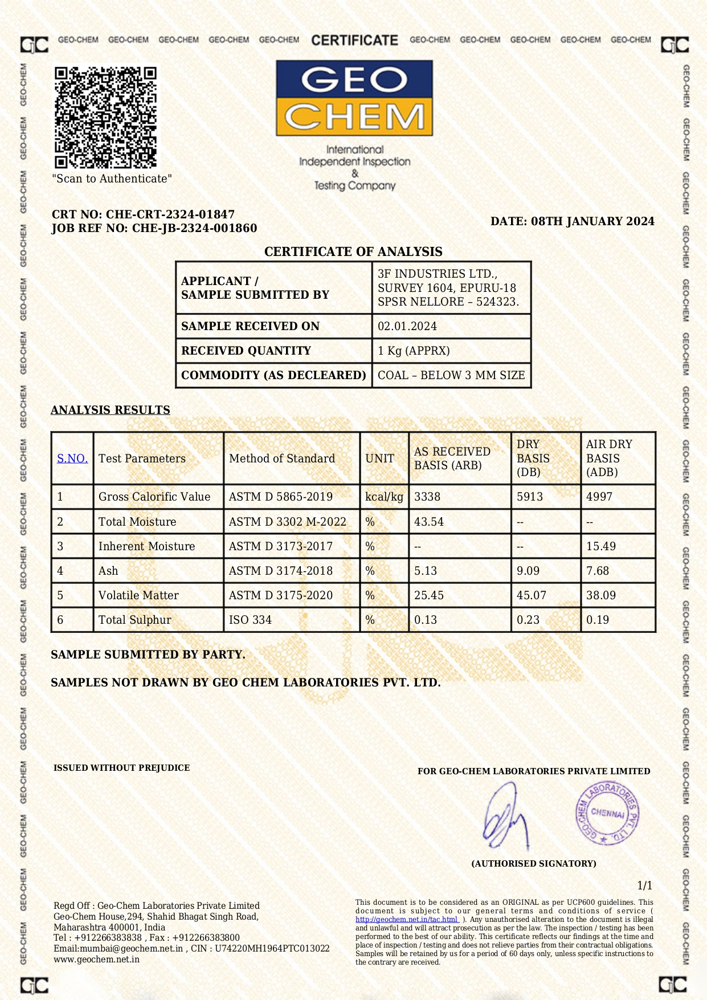 GEO-CHEM GEO-CHEM GEO-CHEM GEO-CHEM GEO-CHEM CERTIFICATE GEO-CHEM GEO-CHEM GEO-CHEM GEO-CHEM GEO-CHEM
GEO
CHEM
International
Independent Inspection
&
Testing Company
"Scan to Authenticate"
CRT NO: CHE-CRT-2324-01847
JOB REF NO: CHE-JB-2324-001860
DATE: 08TH JANUARY 2024
CERTIFICATE OF ANALYSIS
APPLICANT /
SAMPLE SUBMITTED BY
3F INDUSTRIES LTD.,
SURVEY 1604, EPURU-18
SPSR NELLORE – 524323.
SAMPLE RECEIVED ON 02.01.2024
RECEIVED QUANTITY 1 Kg (APPRX)
COMMODITY (AS DECLEARED) COAL – BELOW 3 MM SIZE
ANALYSIS RESULTS
S.NO. Test Parameters Method of Standard UNIT AS RECEIVED BASIS (ARB) DRY BASIS (DB) AIR DRY BASIS (ADB)
1 Gross Calorific Value ASTM D 5865-2019 kcal/kg 3338 5913 4997
2 Total Moisture ASTM D 3302 M-2022 % 43.54 -- --
3 Inherent Moisture ASTM D 3173-2017 % -- -- 15.49
4 Ash ASTM D 3174-2018 % 5.13 9.09 7.68
5 Volatile Matter ASTM D 3175-2020 % 25.45 45.07 38.09
6 Total Sulphur ISO 334 % 0.13 0.23 0.19
SAMPLE SUBMITTED BY PARTY.
SAMPLES NOT DRAWN BY GEO CHEM LABORATORIES PVT. LTD.
ISSUED WITHOUT PREJUDICE
FOR GEO-CHEM LABORATORIES PRIVATE LIMITED
GEO-CHEM LABORATORIES PVT. LTD.
CHENNAI
(AUTHORISED SIGNATORY)
1/1
Regd Off : Geo-Chem Laboratories Private Limited
Geo-Chem House,294, Shahid Bhagat Singh Road,
Maharashtra 400001, India
Tel : +912266383838 , Fax : +912266383800
Email:mumbai@geochem.net.in , CIN : U74220MH1964PTC013022
www.geochem.net.in
This document is to be considered as an ORIGINAL as per UCP600 guidelines. This
document is subject to our general terms and conditions of service (
http://geochem.net.in/tac.html ). Any unauthorised alteration to the document is illegal
and unlawful and will attract prosecution as per the law. The inspection / testing has been
performed to the best of our ability. This certificate reflects our findings at the time and
place of inspection / testing and does not relieve parties from their contractual obligations.
Samples will be retained by us for a period of 60 days only, unless specific instructions to
the contrary are received.